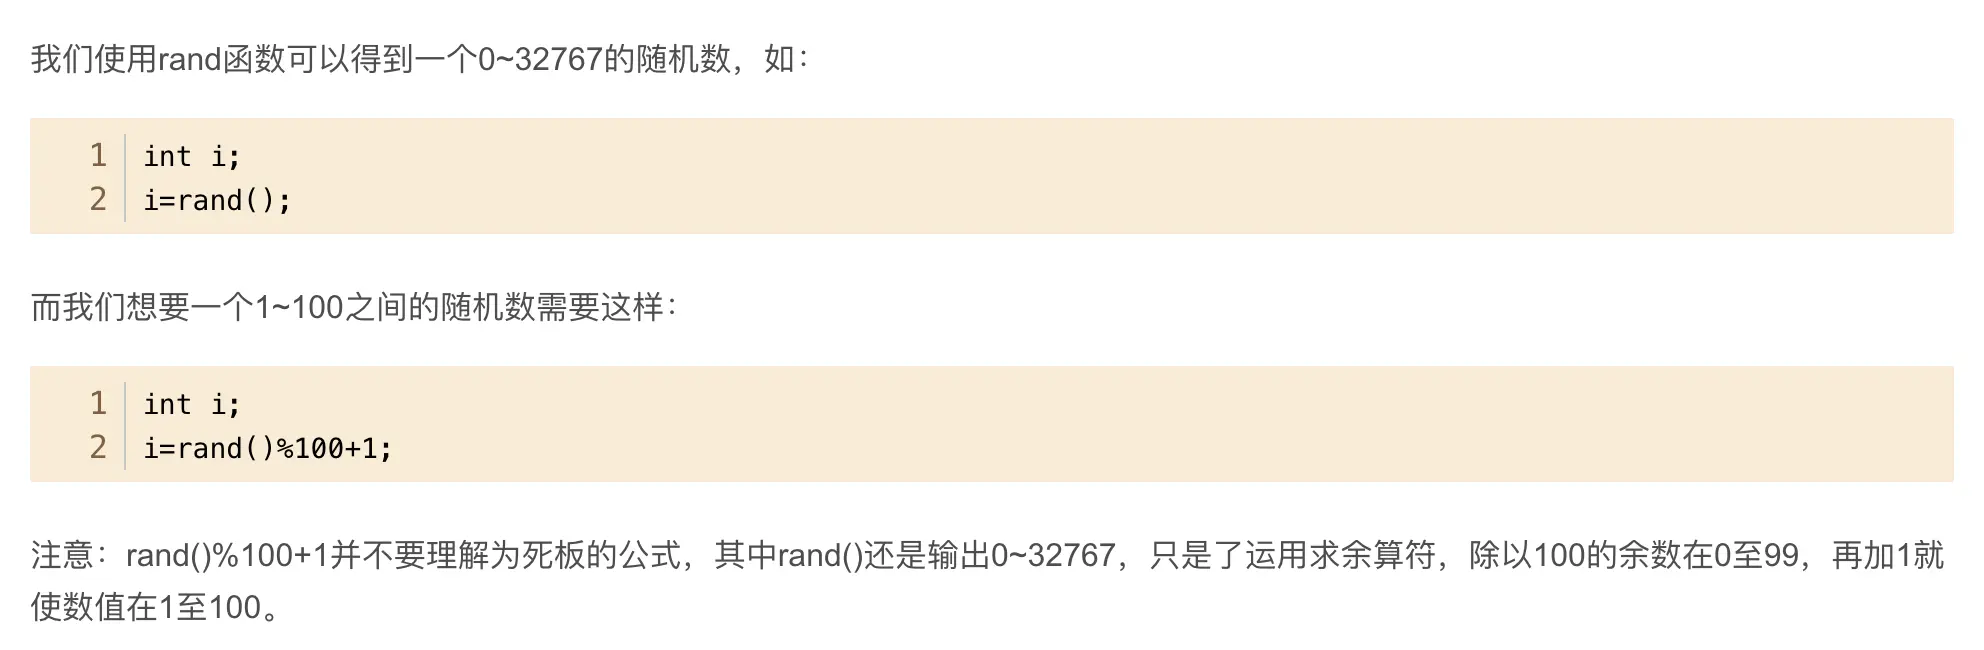 我们使用rand函数可以得到一个0~32767的随机数，如：
1 int i;
2 i=rand();
而我们想要一个1~100之间的随机数需要这样：
1 int i;
2 i=rand()%100+1;
注意：rand()%100+1并不要理解为死板的公式，其中rand()还是输出0~32767，只是了运用求余算符，除以100的余数在0至99，再加1就
使数值在1至100。